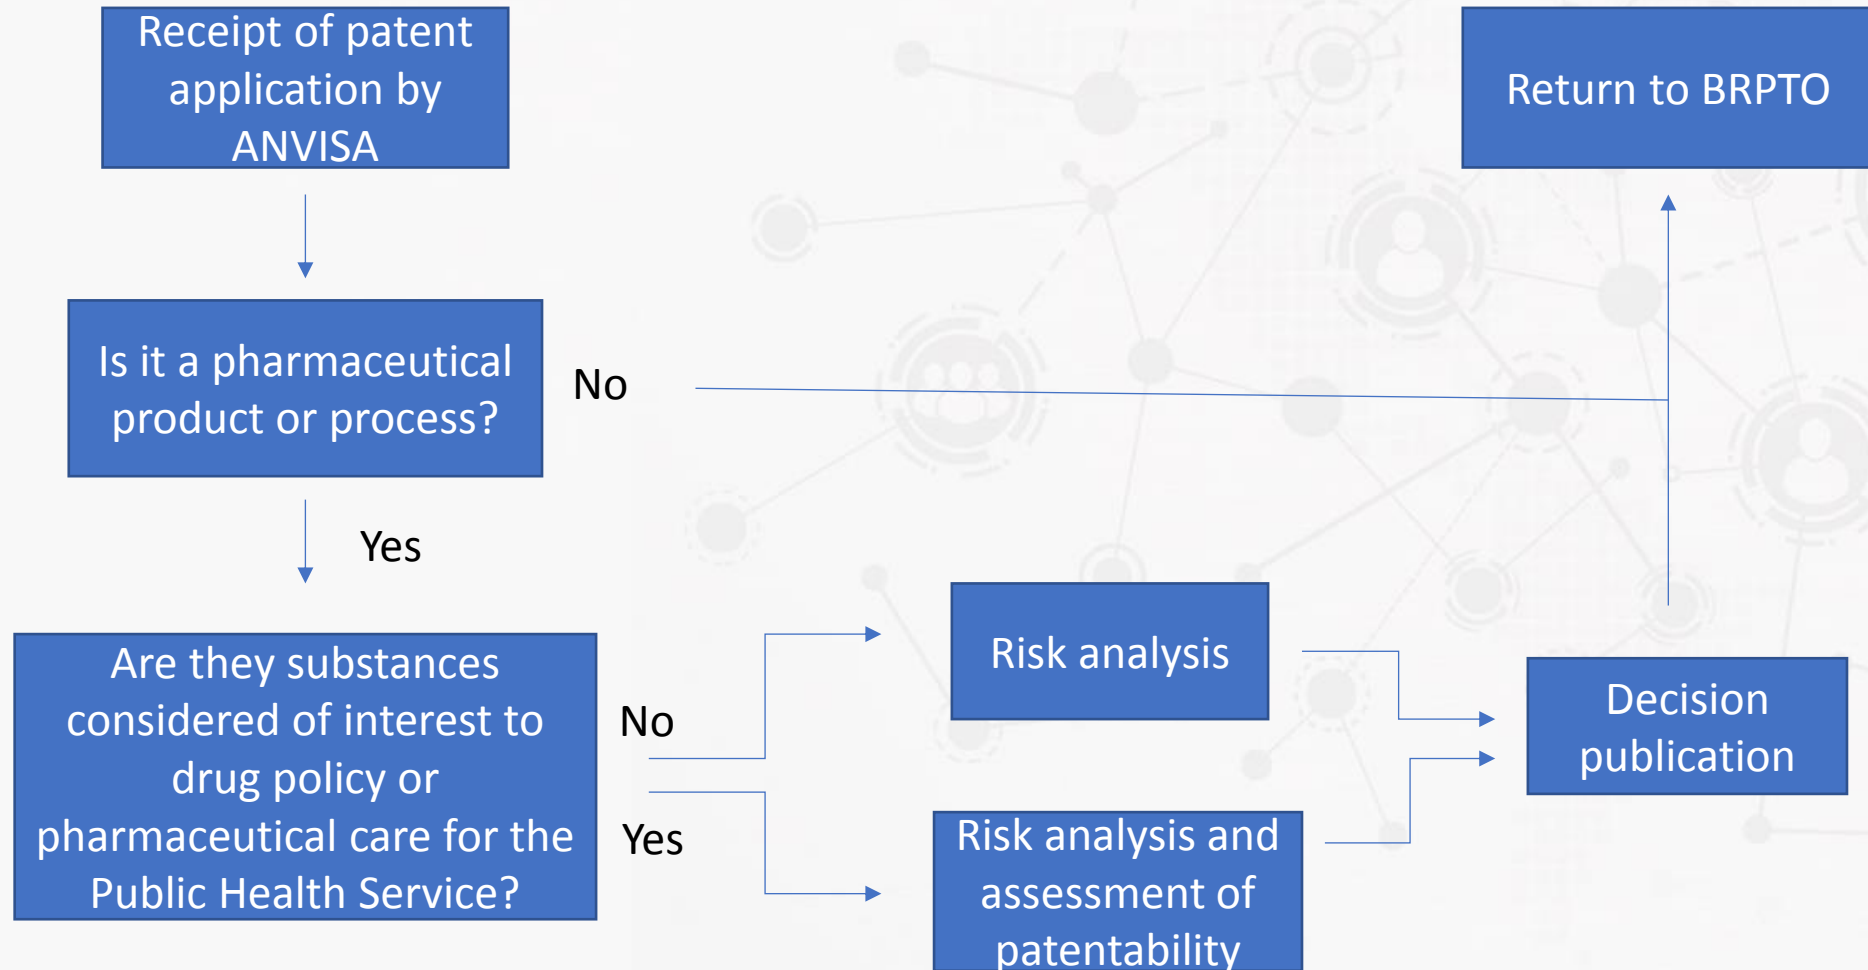 Receipt of patent
application by
ANVISA
Return to BRPTO
Is it a pharmaceutical
product or process?
No
Yes
Are they substances
considered of interest to
drug policy or
pharmaceutical care for the
Public Health Service?
No
Yes
Risk analysis
Risk analysis and
assessment of
patentability
Decision
publication